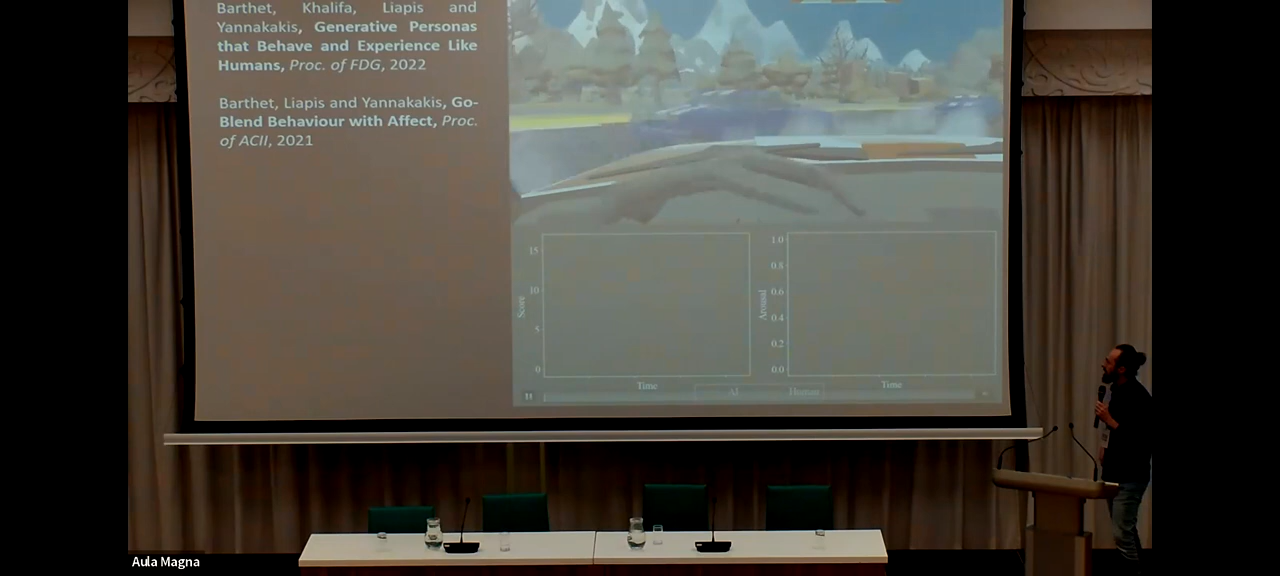 Barthet, Khalifa, Liapis and
Yannakakis, Generative Personas
that Behave and Experience Like
Humans, Proc. of FDG, 2022
Barthet, Liapis and Yannakakis, Go-
Blend Behaviour with Affect, Proc.
of ACII, 2021
15
10
5
0
Score
Time
1.0
0.8
0.6
0.4
0.2
0.0
Arousal
Time
AI Human
Aula Magna